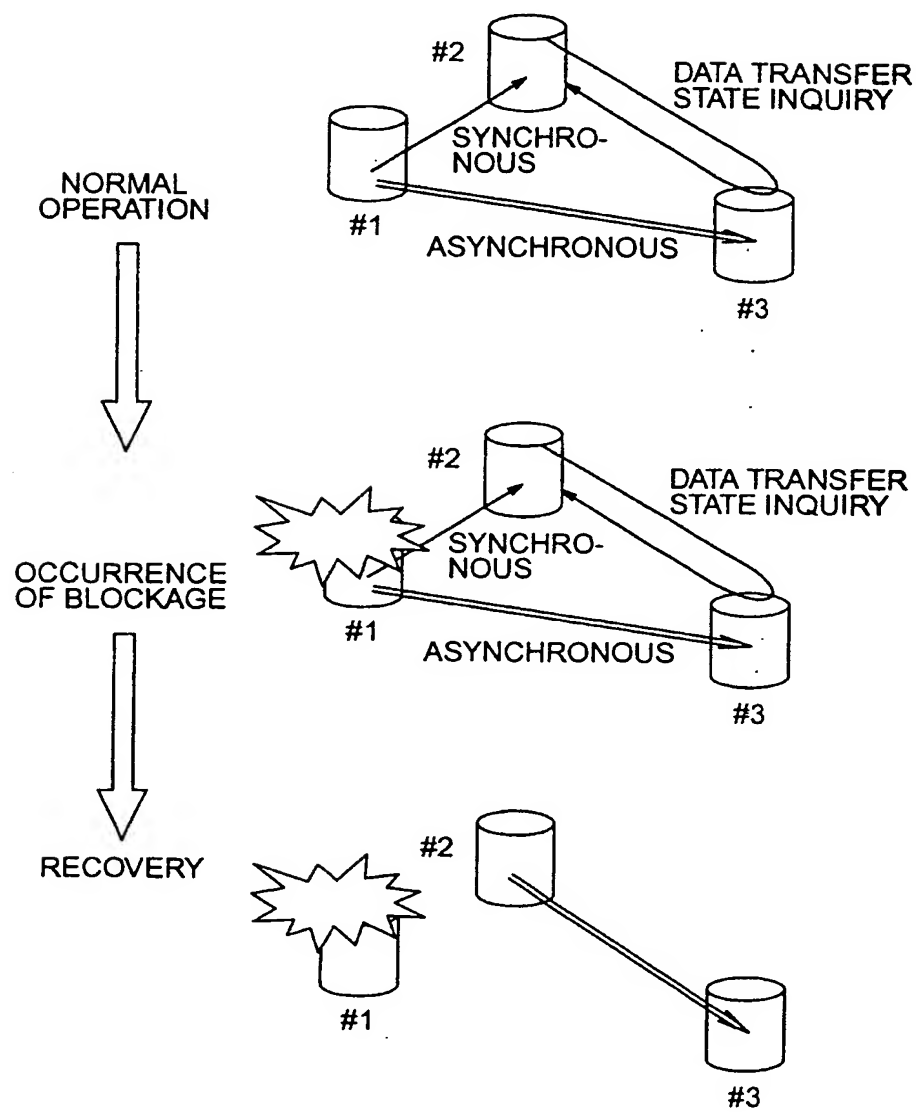 #2
DATA TRANSFER
STATE INQUIRY
SYNCHRO-
NOUS
NORMAL
OPERATION
#1
ASYNCHRONOUS
#3
#2
DATA TRANSFER
STATE INQUIRY
SYNCHRO-
NOUS
OCCURRENCE
OF BLOCKAGE
#1
ASYNCHRONOUS
#3
#2
RECOVERY
#1
#3